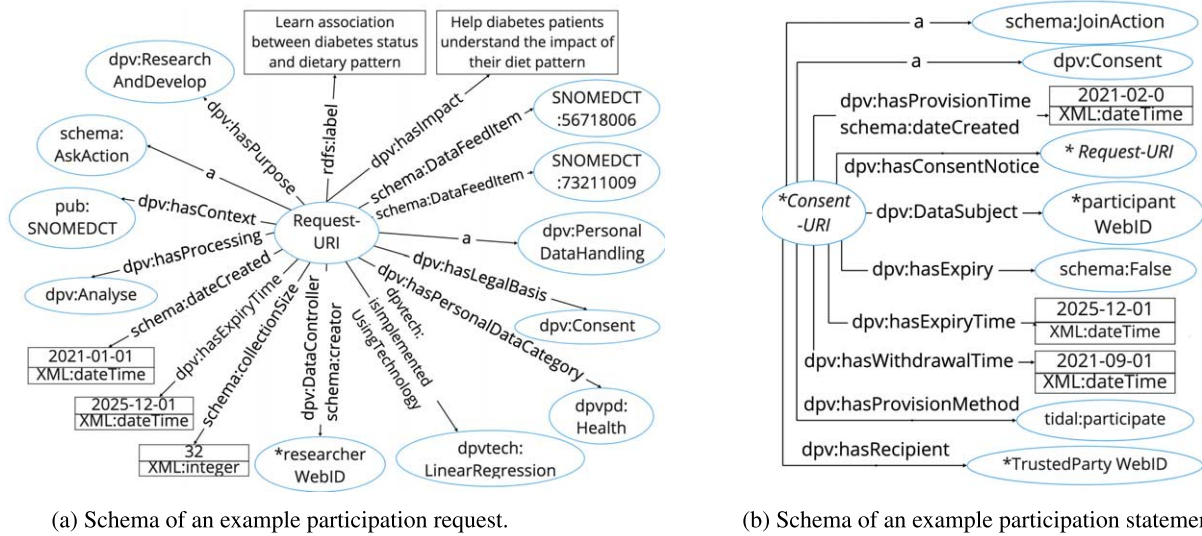 Learn association
between diabetes status
and dietary pattern
Help diabetes patients
understand the impact of
their diet pattern
dpv:Research
AndDevelop
SNOMEDCT
:56718006
schema:
AskAction
SNOMEDCT
:73211009
dpv:hasPurpose
rdfs:label
dpv:hasImpact
schema:DataFeedItem
schema:DataFeedItem
a
pub:
SNOMEDCT
dpv:hasContext
Request-
URI
a
dpv:Personal
DataHandling
dpv:hasProcessing
dpv:Analyse
schema:dateCreated
dpv:hasExpiryTime
schema:collectionSize
dpv:DataController
schema:creator
dpvtech:
isImplemented
UsingTechnology
dpv:hasPersonalDataCategory
dpv:hasLegalBasis
dpv:Consent
2021-01-01
XML:dateTime
2025-12-01
XML:dateTime
32
XML:integer
*researcher
WebID
dpvtech:
LinearRegression
dpvpd:
Health
(a) Schema of an example participation request.
a
schema:JoinAction
a
dpv:Consent
dpv:hasProvisionTime
schema:dateCreated
2021-02-0
XML:dateTime
dpv:hasConsentNotice
* Request-URI
*Consent
-URI
dpv:DataSubject
*participant
WebID
dpv:hasExpiry
schema:False
dpv:hasExpiryTime
2025-12-01
XML:dateTime
dpv:hasWithdrawalTime
2021-09-01
XML:dateTime
dpv:hasProvisionMethod
tidal:participate
dpv:hasRecipient
*TrustedParty WebID
(b) Schema of an example participation statemen